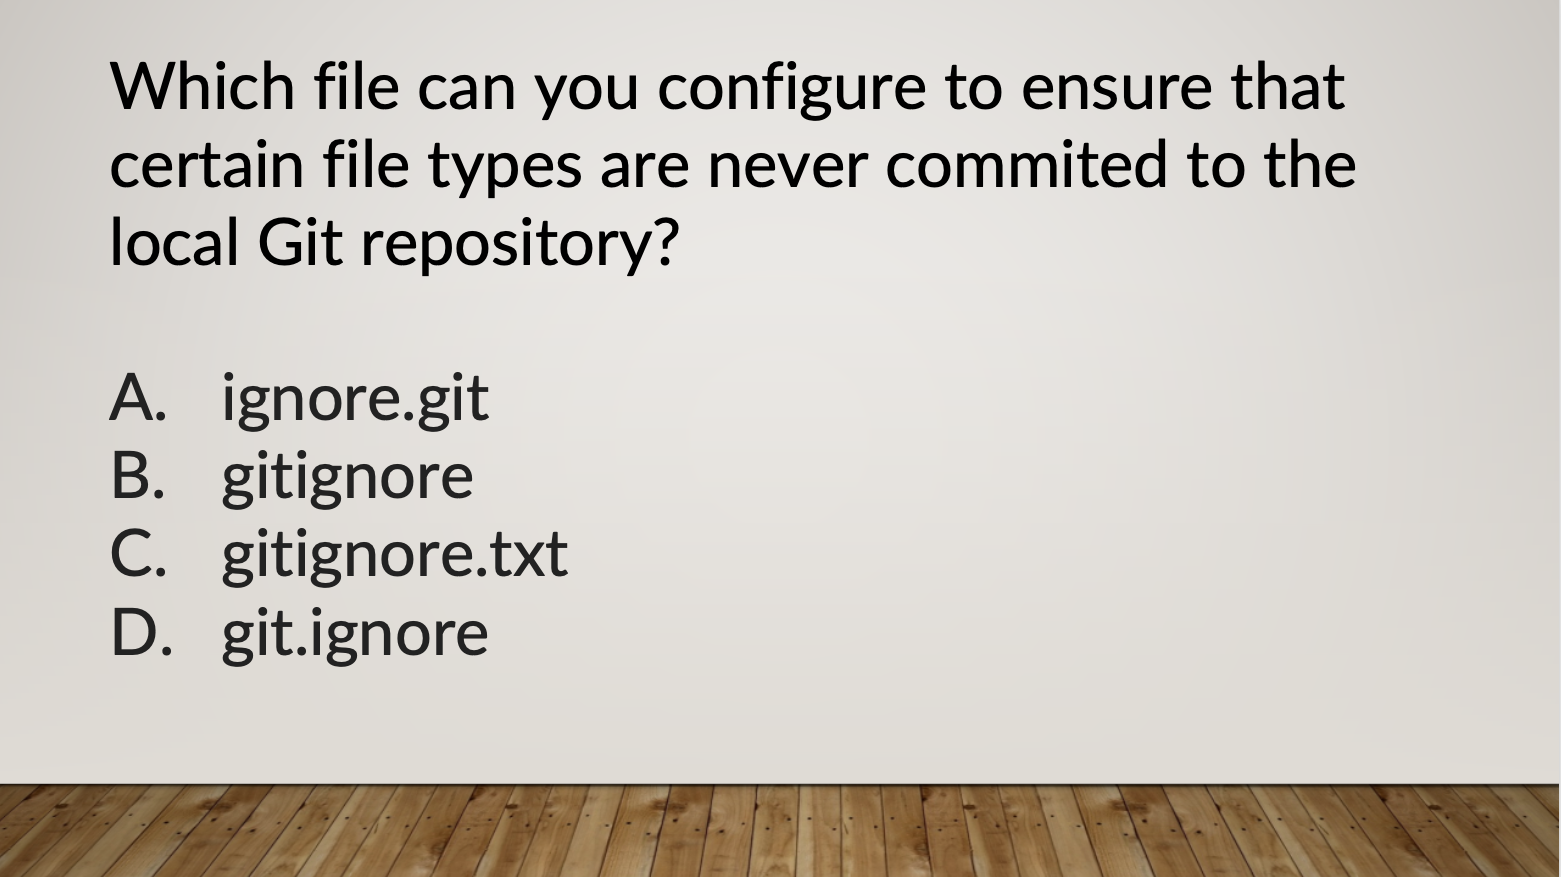 Which file can you configure to ensure that
certain file types are never commited to the
local Git repository?
A. ignore.git
B. gitignore
C. gitignore.txt
D. git.ignore